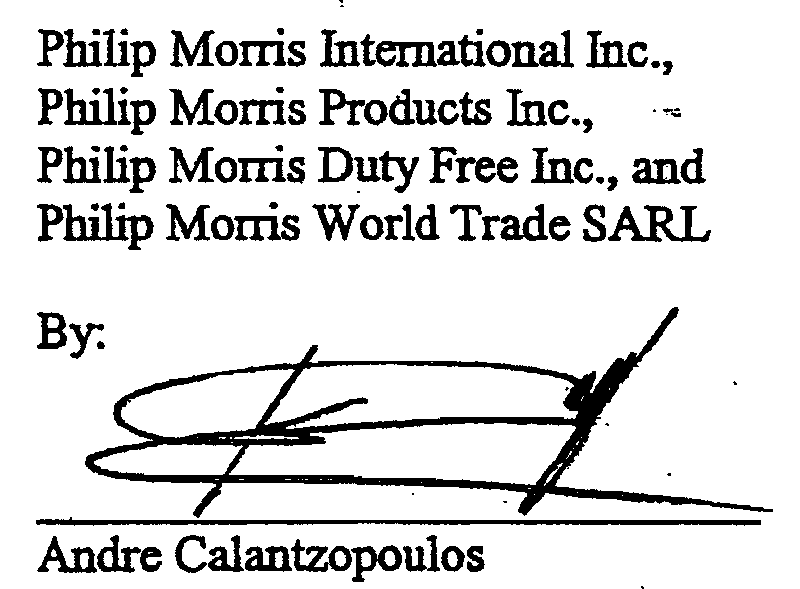 Philip Morris International Inc.,
Philip Morris Products Inc.,
Philip Morris Duty Free Inc., and
Philip Morris World Trade SARL
By:
Andre Calantzopoulos